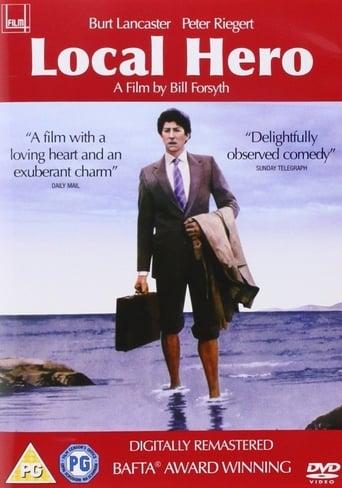 FILM4
Burt Lancaster Peter Riegert
Local Hero
A Film by Bill Forsyth
"A film with a
loving heart and an
exuberant charm"
DAILY MAIL
"Delightfully
observed comedy"
SUNDAY TELEGRAPH
DIGITALLY REMASTERED
BAFTA® AWARD WINNING
PG
PG
DVD
VIDEO